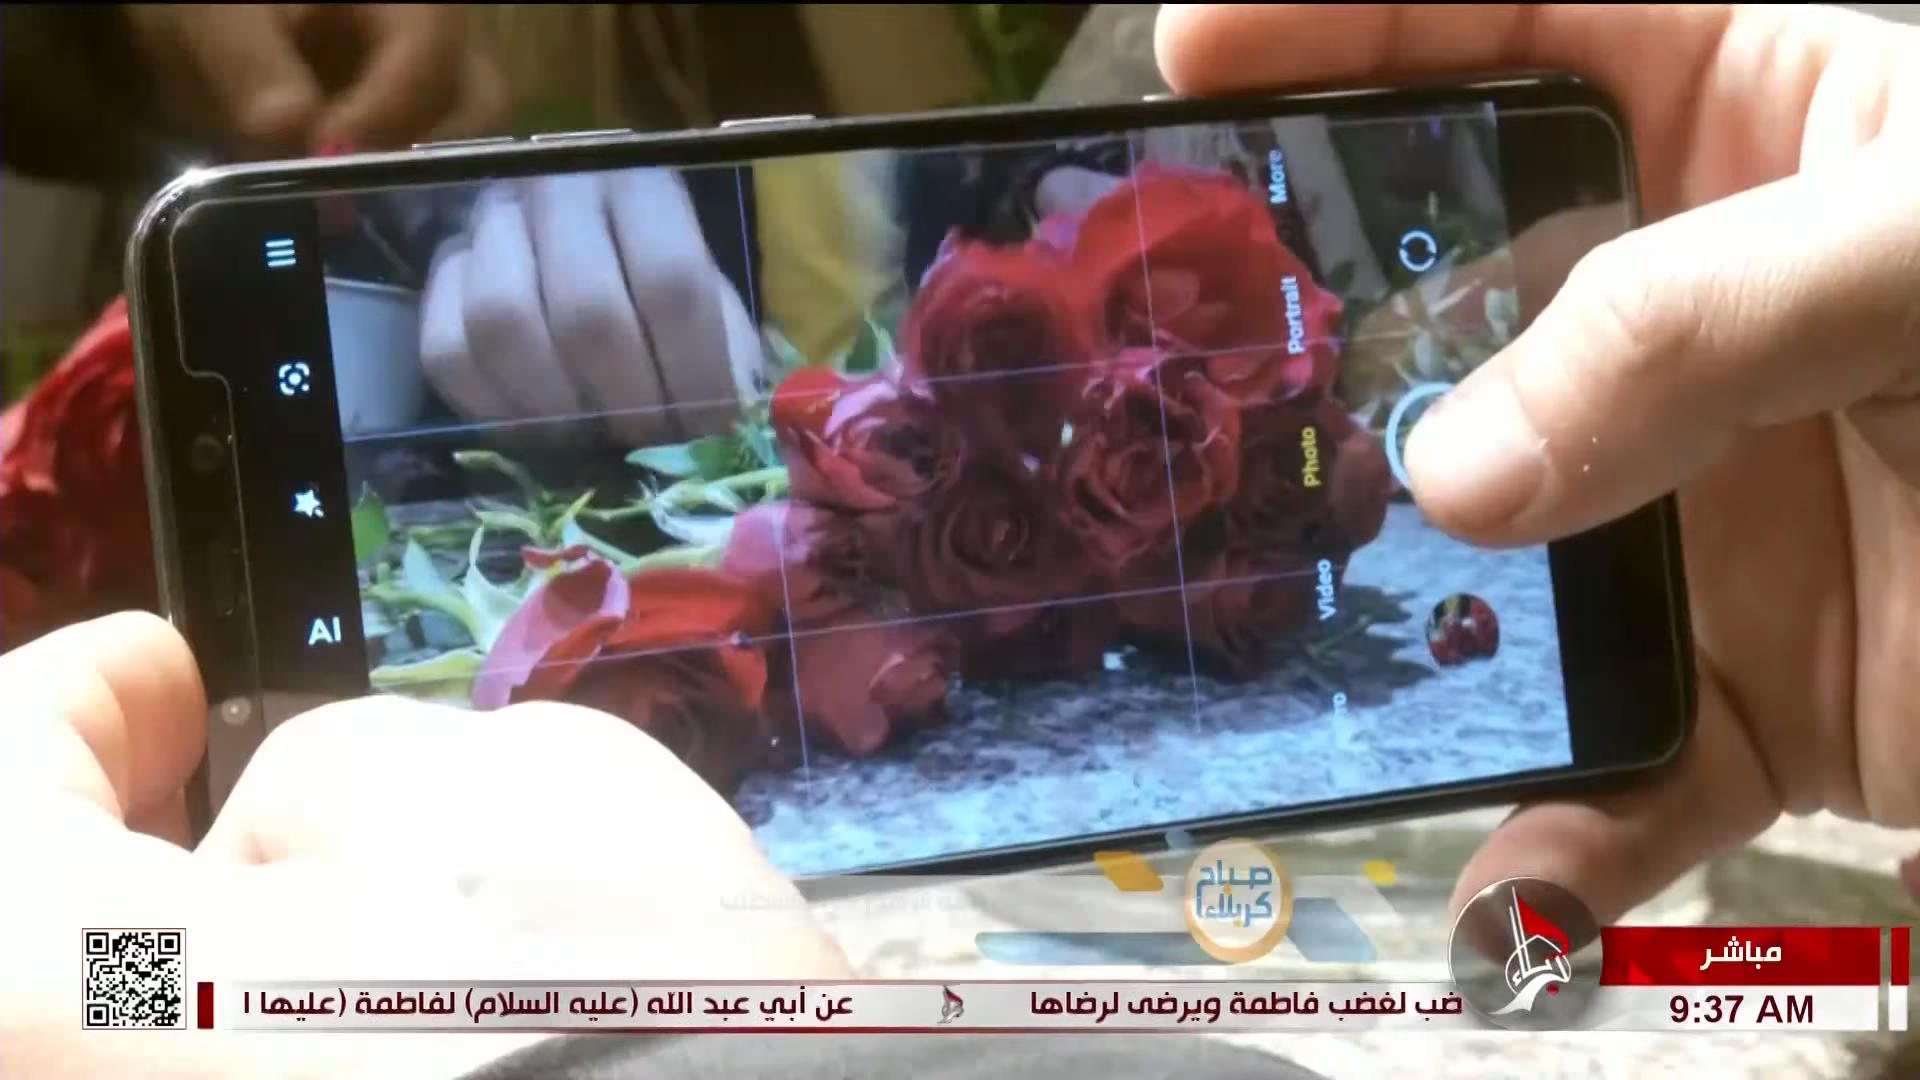 More
Portrait
Photo
Video
AI
صباح
كربلاء
مباشر
9:37 AM
ضب لغضب فاطمة ويرضى لرضاها
عن أبي عبد الله (عليه السلام) لفاطمة (عليها ا